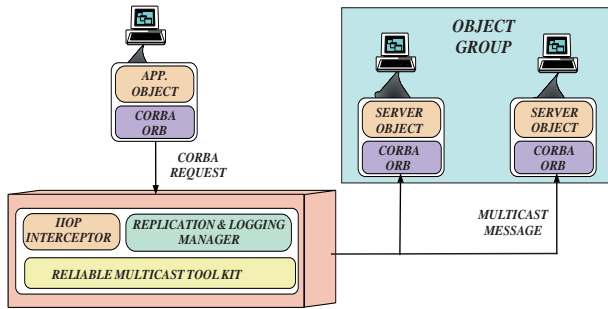 APP.
OBJECT
CORBA
ORB
CORBA
REQUEST
OBJECT
GROUP
SERVER
OBJECT
CORBA
ORB
SERVER
OBJECT
CORBA
ORB
IIOP
INTERCEPTOR
REPLICATION & LOGGING
MANAGER
RELIABLE MULTICAST TOOL KIT
MULTICAST
MESSAGE